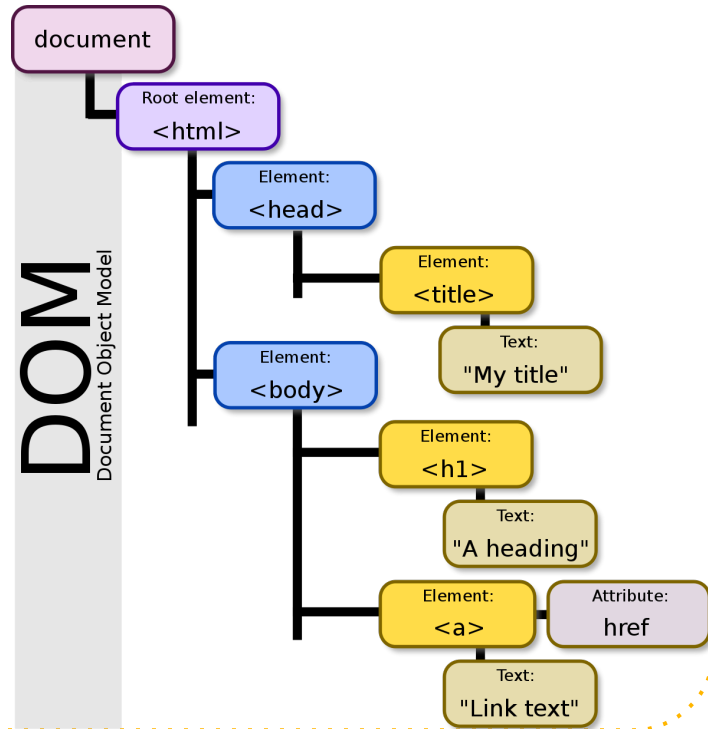 document
Root element:
<html>
Element:
<head>
Element:
<title>
Text:
"My title"
Element:
<body>
Element:
<h1>
Text:
"A heading"
Element:
<a>
Attribute:
href
Text:
"Link text"
DOM
Document Object Model